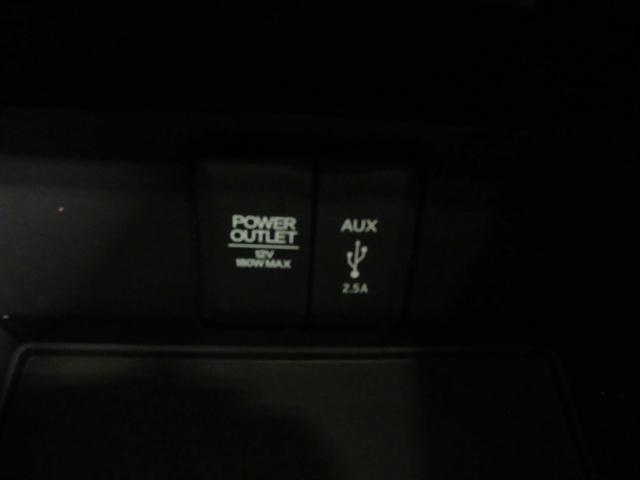 POWER
OUTLET
12V
180W MAX
AUX
2.5A